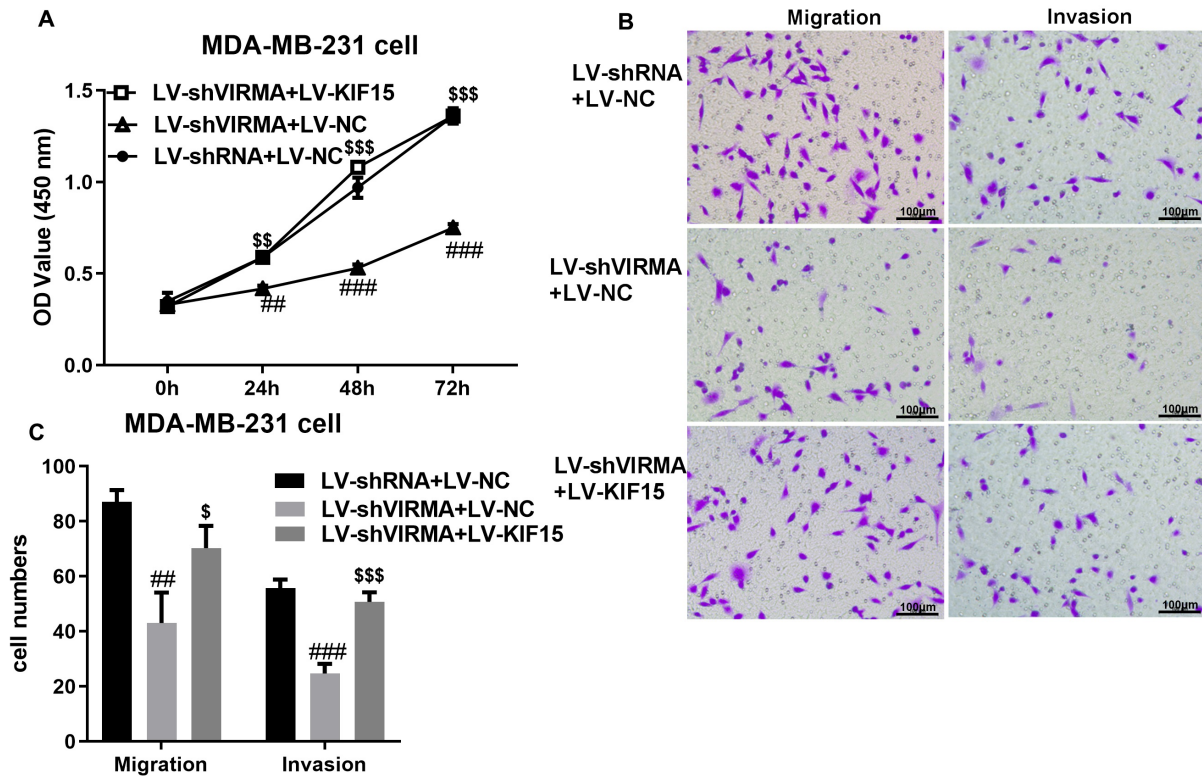 A
MDA-MB-231 cell
LV-shVIRMA+LV-KIF15
LV-shVIRMA+LV-NC
LV-shRNA+LV-NC
OD Value (450 nm)
1.5
1.0
0.5
0.0
$$
$$$
$$$
##
###
###
0h
24h
48h
72h
B
Migration
Invasion
LV-shRNA
+LV-NC
100μm
100μm
LV-shVIRMA
+LV-NC
100μm
100μm
LV-shVIRMA
+LV-KIF15
100μm
100μm
C
MDA-MB-231 cell
LV-shRNA+LV-NC
LV-shVIRMA+LV-NC
LV-shVIRMA+LV-KIF15
cell numbers
100
80
60
40
20
0
##
$
###
$$$
Migration
Invasion